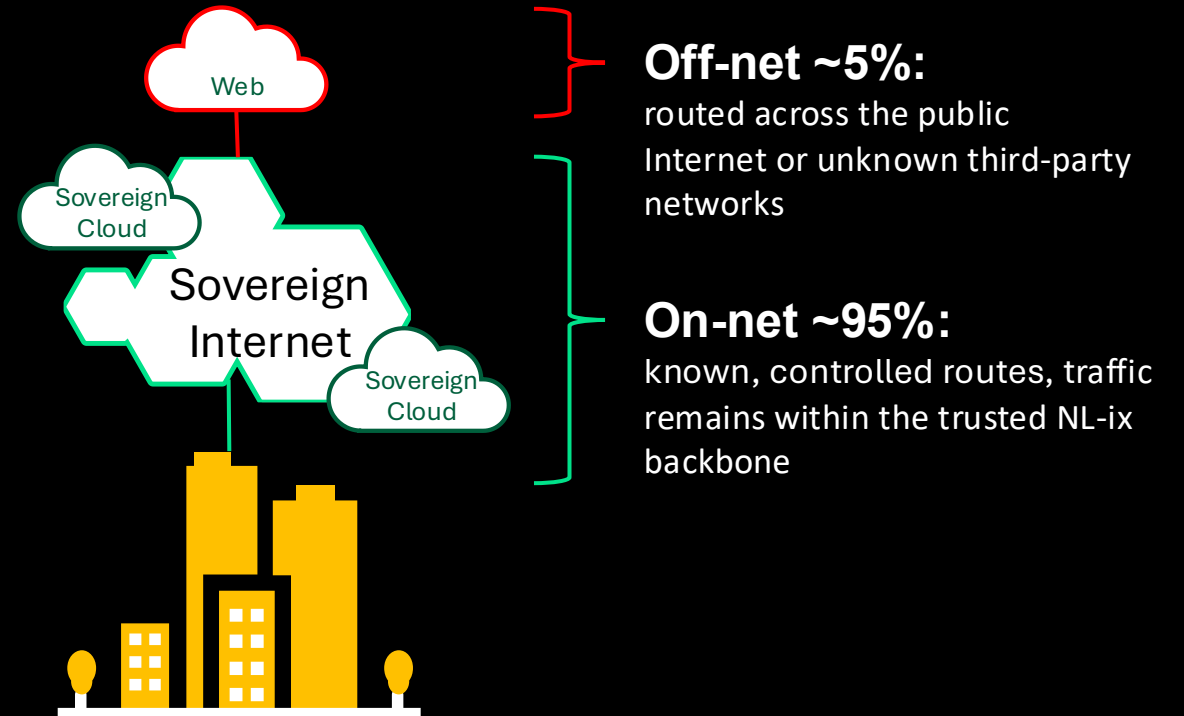 Web
Sovereign
Cloud
Sovereign
Internet
Sovereign
Cloud
Off-net ~5%:
routed across the public
Internet or unknown third-party
networks
On-net ~95%:
known, controlled routes, traffic
remains within the trusted NL-ix
backbone